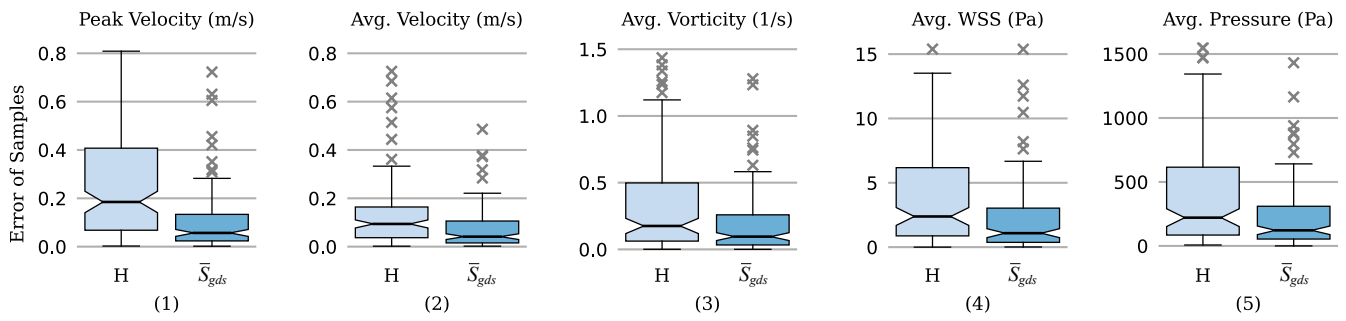 Peak Velocity (m/s)
Avg. Velocity (m/s)
Avg. Vorticity (1/s)
Avg. WSS (Pa)
Avg. Pressure (Pa)
Error of Samples
0.8
0.6
0.4
0.2
0.0
0.8
0.6
0.4
0.2
0.0
1.5
1.0
0.5
0.0
15
10
5
0
1500
1000
500
0
H S̅gds
H S̅gds
H S̅gds
H S̅gds
H S̅gds
(1)
(2)
(3)
(4)
(5)